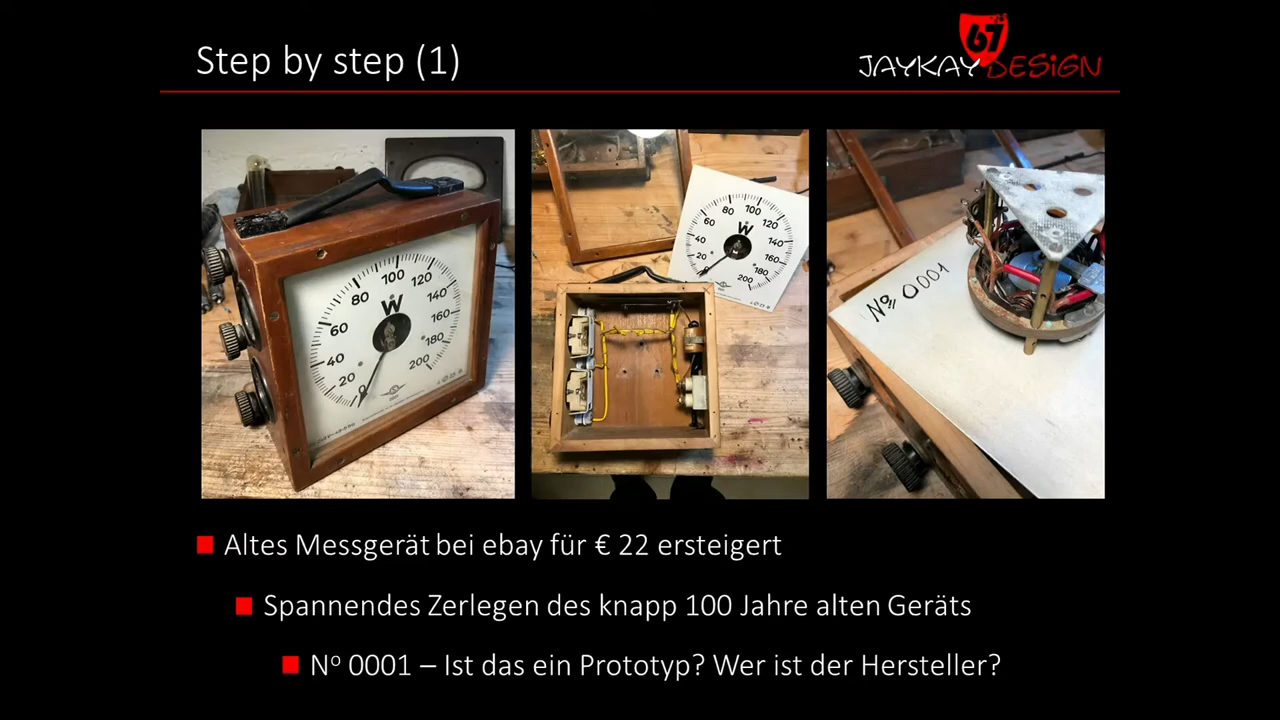 Step by step (1)
67
JAYKAY DESiGN
W
0
20
40
60
80
100
120
140
160
180
200
W
20
40
60
80
100
120
140
160
180
200
No 0001
Altes Messgerät bei ebay für € 22 ersteigert
Spannendes Zerlegen des knapp 100 Jahre alten Geräts
Nº 0001 – Ist das ein Prototyp? Wer ist der Hersteller?